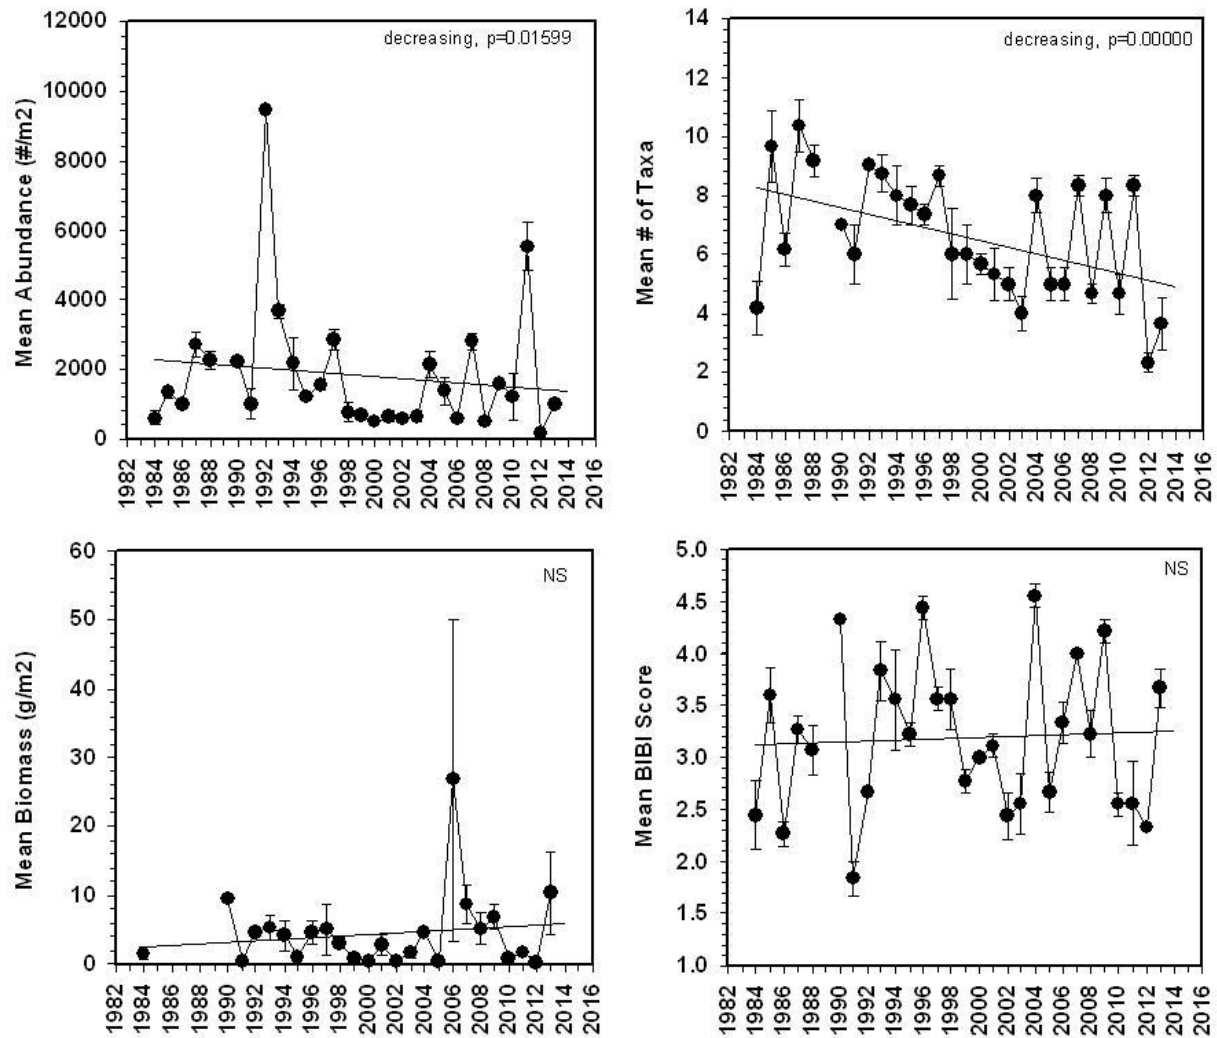 12000
10000
8000
6000
4000
2000
0
Mean Abundance (#/m2)
decreasing, p=0.01599
1982 1984 1986 1988 1990 1992 1994 1996 1998 2000 2002 2004 2006 2008 2010 2012 2014 2016
14
12
10
8
6
4
2
0
Mean # of Taxa
decreasing, p=0.00000
1982 1984 1986 1988 1990 1992 1994 1996 1998 2000 2002 2004 2006 2008 2010 2012 2014 2016
60
50
40
30
20
10
0
Mean Biomass (g/m2)
NS
1982 1984 1986 1988 1990 1992 1994 1996 1998 2000 2002 2004 2006 2008 2010 2012 2014 2016
5.0
4.5
4.0
3.5
3.0
2.5
2.0
1.5
1.0
Mean BIBI Score
NS
1982 1984 1986 1988 1990 1992 1994 1996 1998 2000 2002 2004 2006 2008 2010 2012 2014 2016